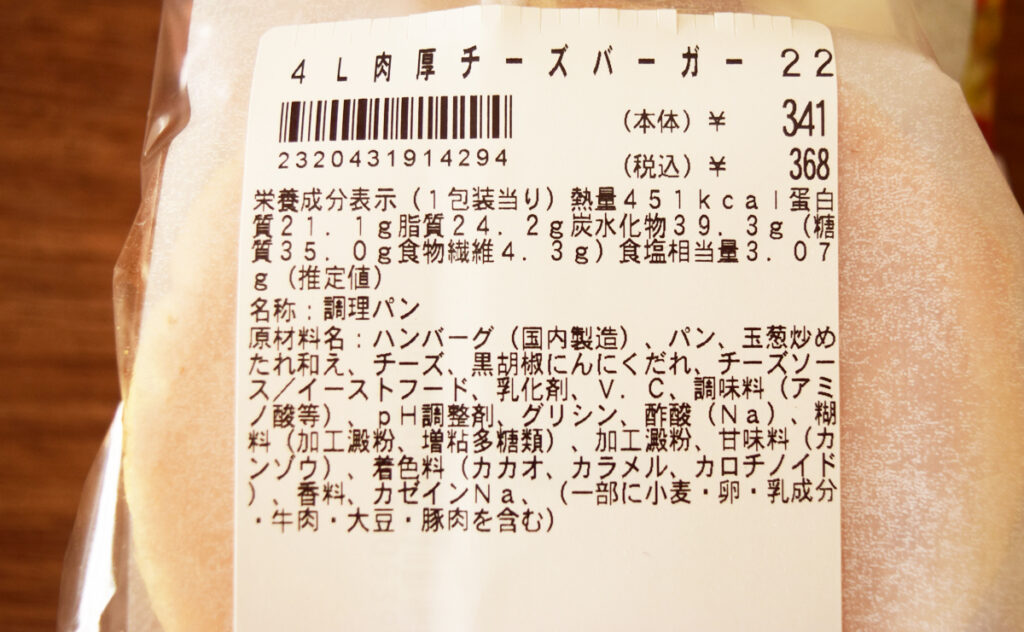 4L肉厚チーズバーガー22
(本体)¥ 341
2320431914294
(税込)¥ 368
栄養成分表示(1包装当り)熱量451kcal蛋白
質21.1g脂質24.2g炭水化物39.3g(糖
質35.0g食物繊維4.3g)食塩相当量3.07
g(推定値)
名称:調理パン
原材料名:ハンバーグ(国内製造)、パン、玉葱炒め
たれ和え、チーズ、黒胡椒にんにくだれ、チーズソー
ス/イーストフード、乳化剤、V.C、調味料(アミ
ノ酸等)、pH調整剤、グリシン、酢酸(Na)、糊
料(加工澱粉、増粘多糖類)、加工澱粉、甘味料(カ
ンゾウ)、着色料(カカオ、カラメル、カロチノイド
)、香料、カゼインNa、(一部に小麦・卵・乳成分
・牛肉・大豆・豚肉を含む)